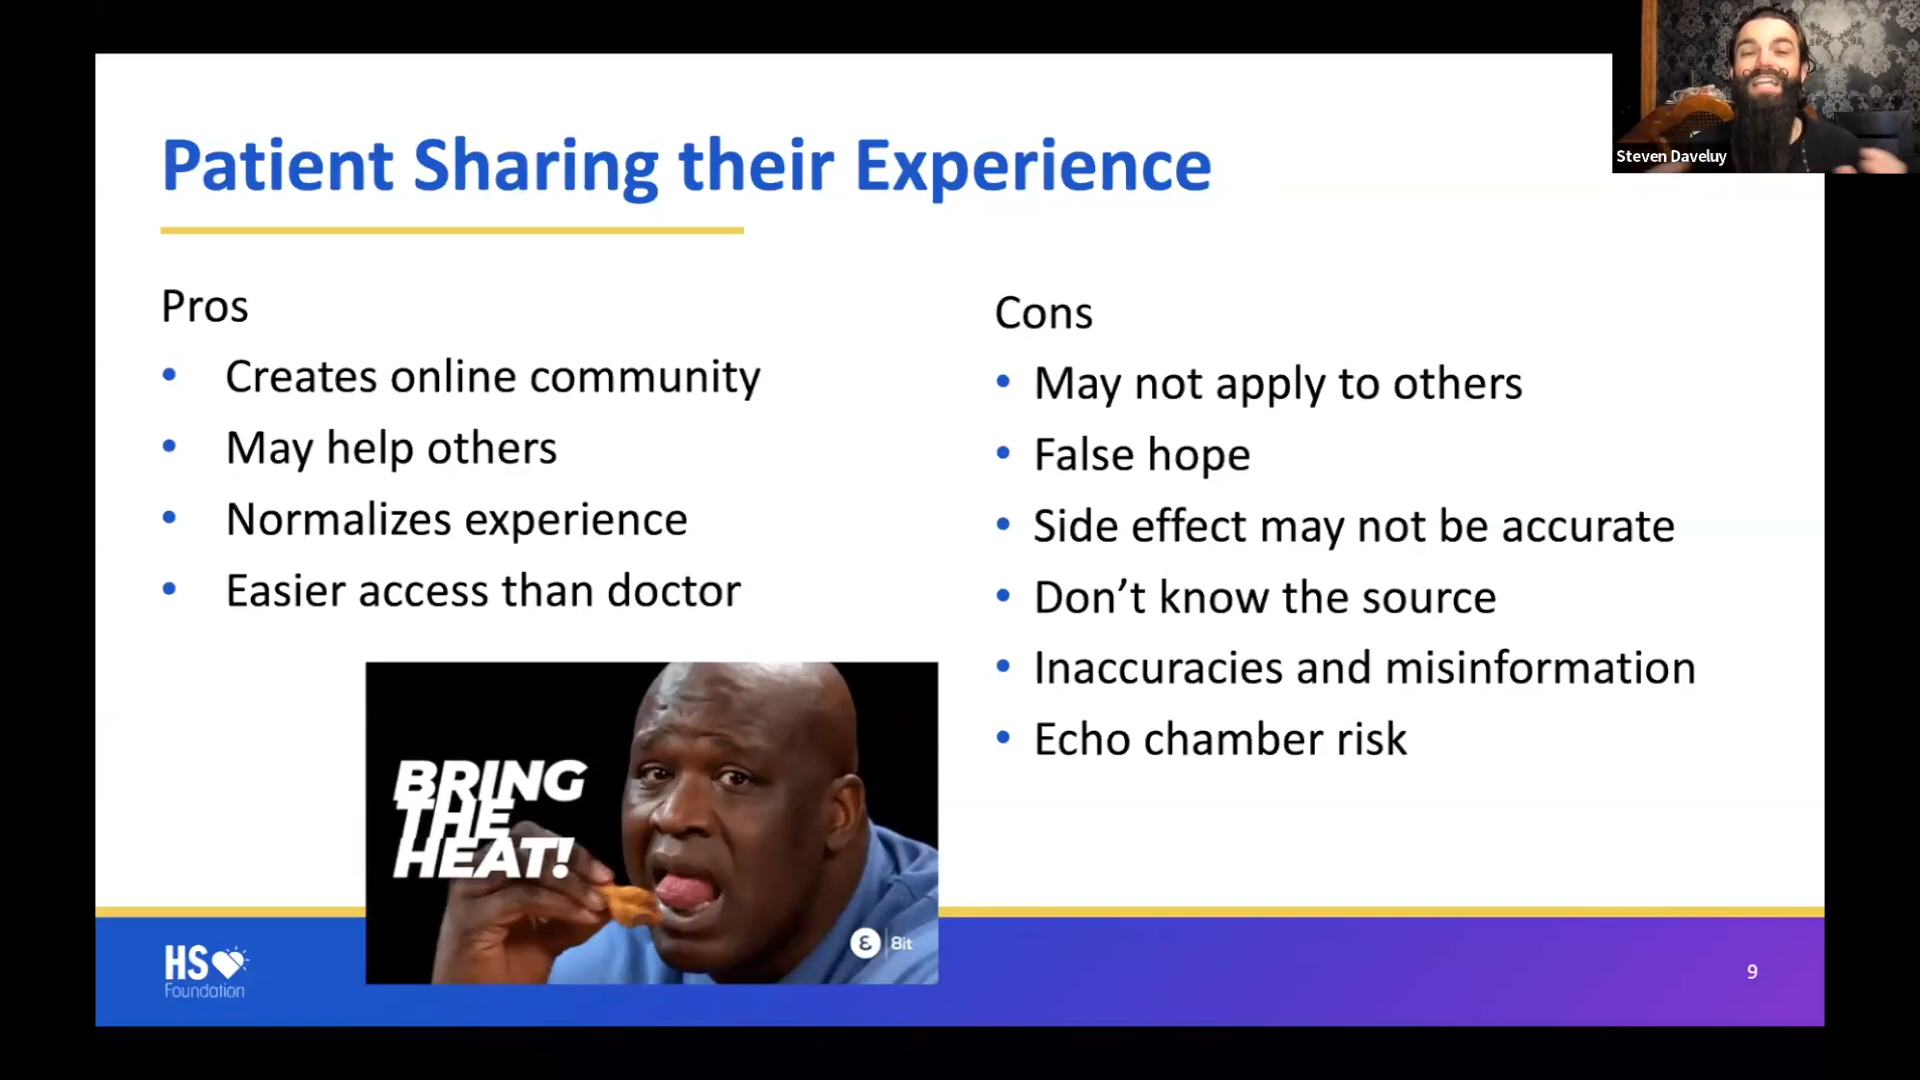 Steven Daveluy
Patient Sharing their Experience
Pros
• Creates online community
• May help others
• Normalizes experience
• Easier access than doctor
Cons
• May not apply to others
• False hope
• Side effect may not be accurate
• Don’t know the source
• Inaccuracies and misinformation
• Echo chamber risk
BRING
THE
HEAT!
8it
HS
Foundation
9